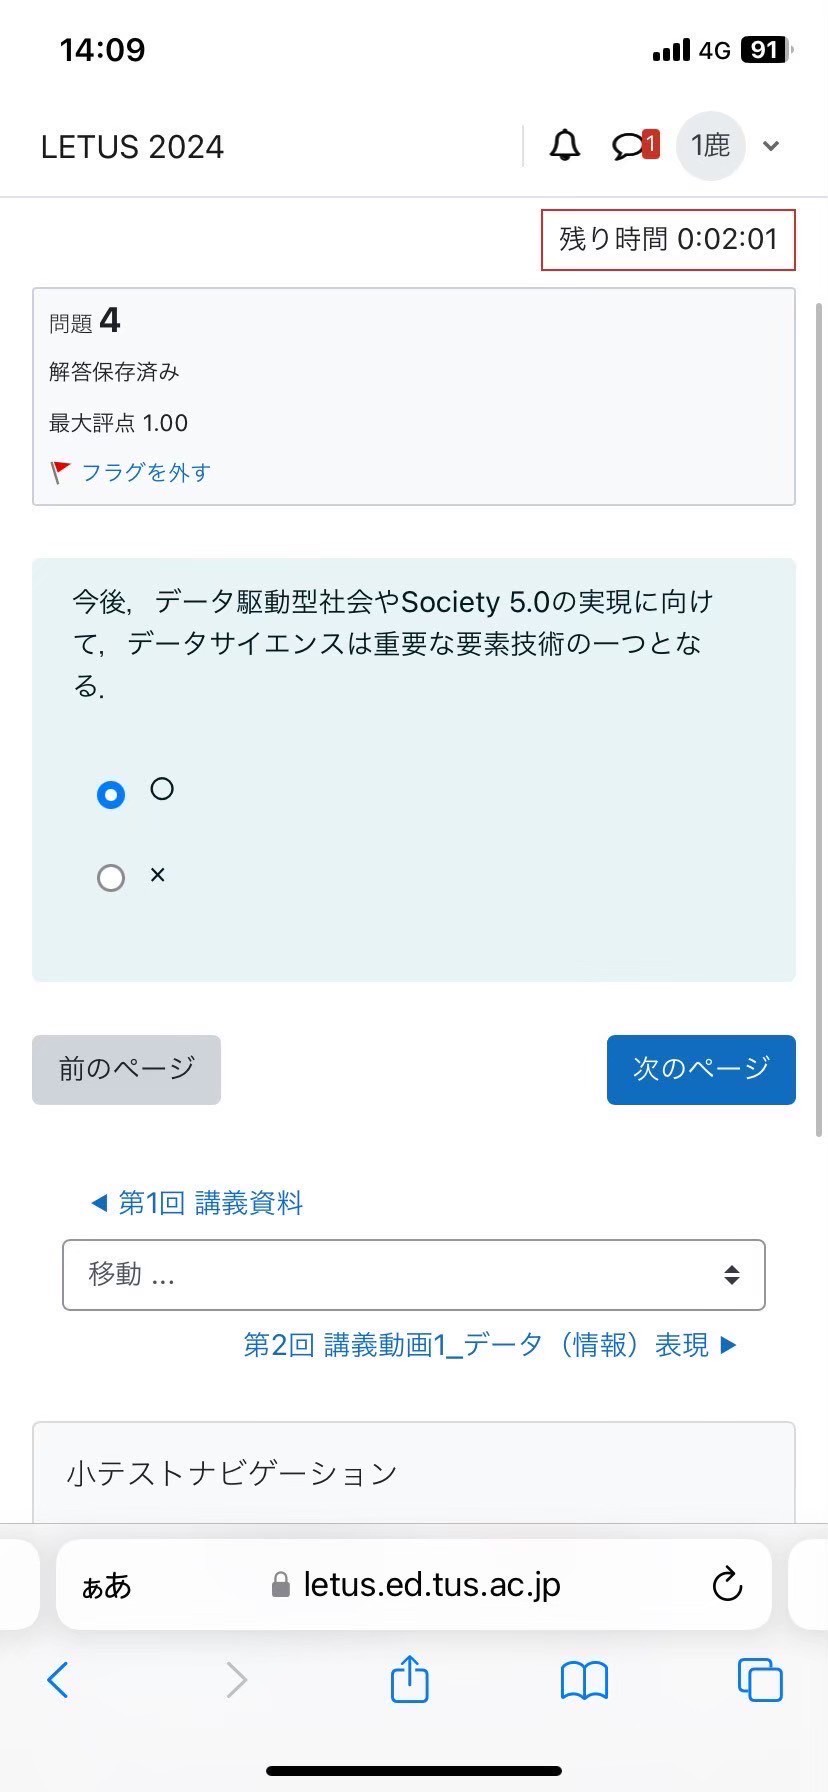 14:09
4G 91
LETUS 2024
1
1鹿
残り時間 0:02:01
問題 4
解答保存済み
最大評点 1.00
フラグを外す
今後，データ駆動型社会やSociety 5.0の実現に向け
て，データサイエンスは重要な要素技術の一つとな
る．
○
×
前のページ
次のページ
◀ 第1回 講義資料
移動 ...
第2回 講義動画1_データ（情報）表現 ▶
小テストナビゲーション
ぁあ
letus.ed.tus.ac.jp